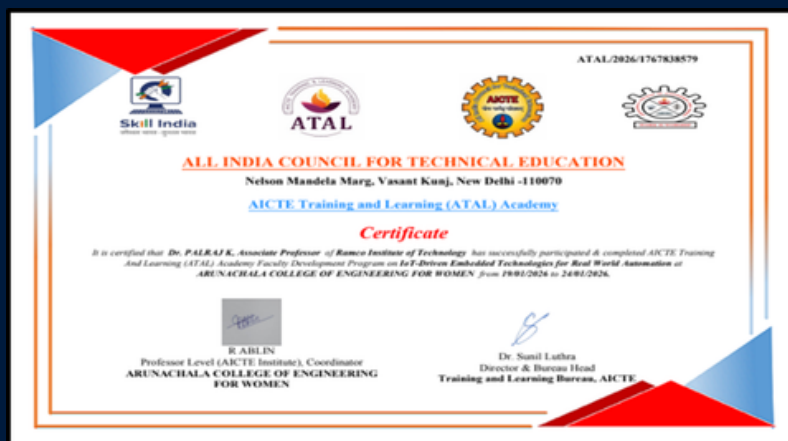 ATAL/2026/1767838579
Skill India
ATAL
AICTE
ALL INDIA COUNCIL FOR TECHNICAL EDUCATION
Nelson Mandela Marg, Vasant Kunj, New Delhi -110070
AICTE Training and Learning (ATAL) Academy
Certificate
It is certified that Dr. PALRAJ K, Associate Professor of Ramco Institute of Technology has successfully participated & completed AICTE Training
And Learning (ATAL) Academy Faculty Development Program on IoT-Driven Embedded Technologies for Real World Automation at
ARUNACHALA COLLEGE OF ENGINEERING FOR WOMEN from 19/01/2026 to 24/01/2026.
R ABLIN
Professor Level (AICTE Institute), Coordinator
ARUNACHALA COLLEGE OF ENGINEERING
FOR WOMEN
Dr. Sunil Luthra
Director & Bureau Head
Training and Learning Bureau, AICTE